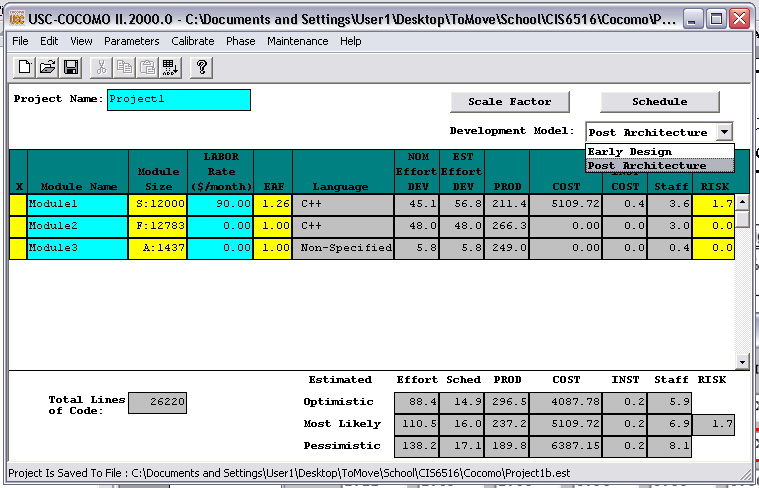 USC-COCOMO II.2000.0 - C:\Documents and Settings\User1\Desktop\ToMove\School\CIS6516\Cocomo\P...
File Edit View Parameters Calibrate Phase Maintenance Help
Project Name: Project1
Scale Factor Schedule
Development Model: Post Architecture
Early Design
Post Architecture
LABOR NOM EST
Module Rate Effort Effort INST
X Module Name Size ($/month) EAF Language DEV DEV PROD COST COST Staff RISK
Module1 S:12000 90.00 1.26 C++ 45.1 56.8 211.4 5109.72 0.4 3.6 1.7
Module2 F:12783 0.00 1.00 C++ 48.0 48.0 266.3 0.00 0.0 3.0 0.0
Module3 A:1437 0.00 1.00 Non-Specified 5.8 5.8 249.0 0.00 0.0 0.4 0.0
Estimated Effort Sched PROD COST INST Staff RISK
Total Lines of Code: 26220
Optimistic 88.4 14.9 296.5 4087.78 0.2 5.9
Most Likely 110.5 16.0 237.2 5109.72 0.2 6.9 1.7
Pessimistic 138.2 17.1 189.8 6387.15 0.2 8.1
Project Is Saved To File : C:\Documents and Settings\User1\Desktop\ToMove\School\CIS6516\Cocomo\Project1b.est